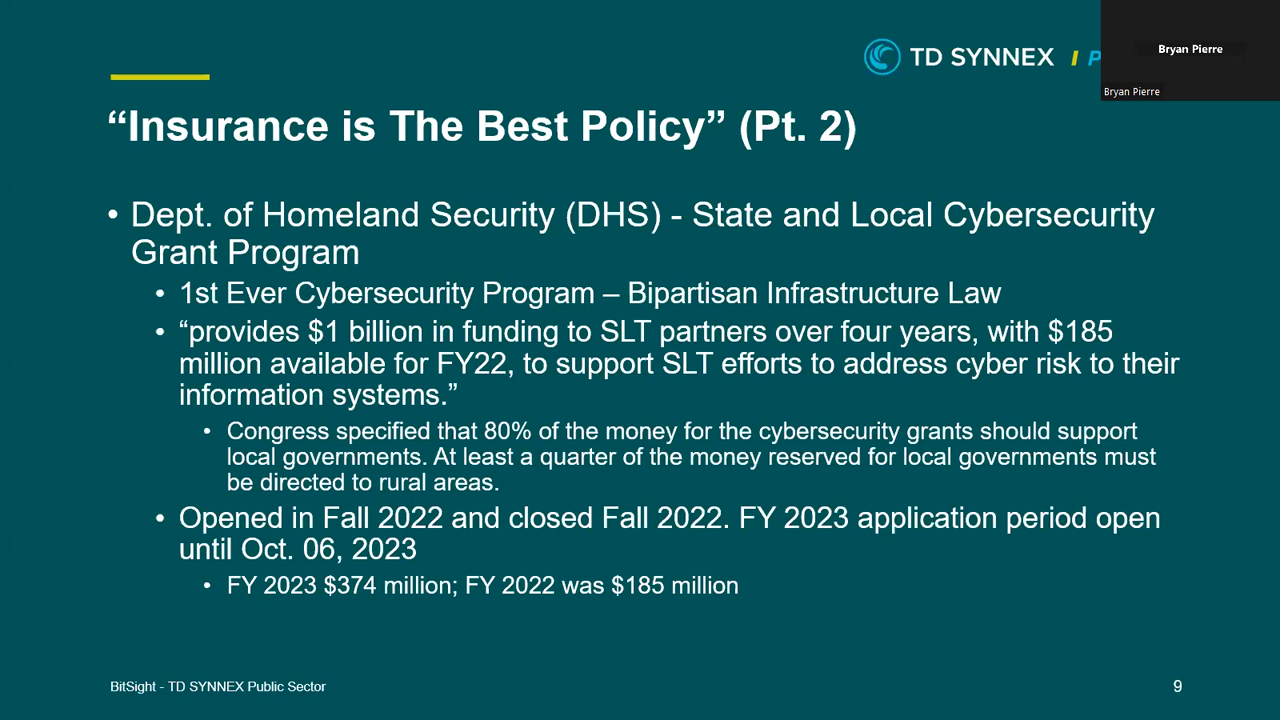 TD SYNNEX
Bryan Pierre
Bryan Pierre
“Insurance is The Best Policy” (Pt. 2)
• Dept. of Homeland Security (DHS) - State and Local Cybersecurity
Grant Program
• 1st Ever Cybersecurity Program – Bipartisan Infrastructure Law
• “provides $1 billion in funding to SLT partners over four years, with $185
million available for FY22, to support SLT efforts to address cyber risk to their
information systems.”
• Congress specified that 80% of the money for the cybersecurity grants should support
local governments. At least a quarter of the money reserved for local governments must
be directed to rural areas.
• Opened in Fall 2022 and closed Fall 2022. FY 2023 application period open
until Oct. 06, 2023
• FY 2023 $374 million; FY 2022 was $185 million
BitSight - TD SYNNEX Public Sector
9